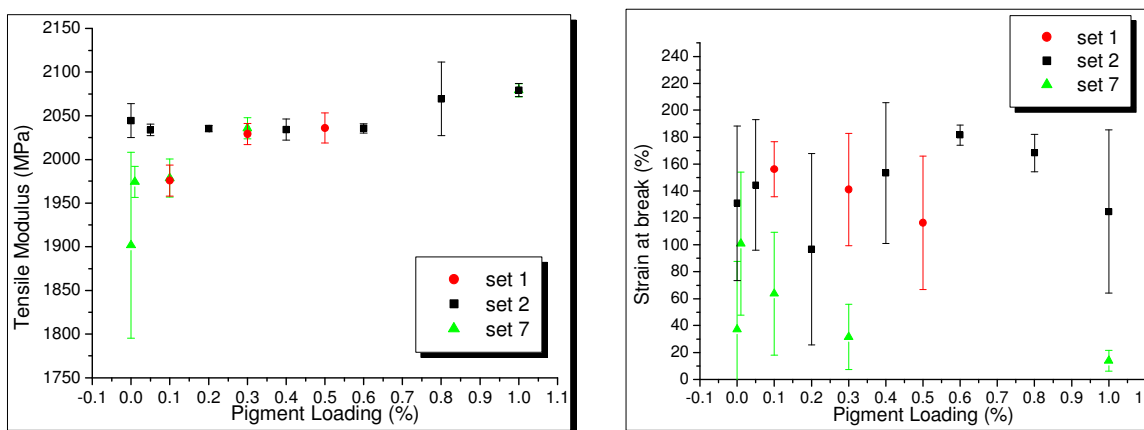 2150
2100
2050
2000
1950
1900
1850
1800
1750
Tensile Modulus (MPa)
-0.1 0.0 0.1 0.2 0.3 0.4 0.5 0.6 0.7 0.8 0.9 1.0 1.1
Pigment Loading (%)
set 1
set 2
set 7
240
220
200
180
160
140
120
100
80
60
40
20
0
Strain at break (%)
-0.1 0.0 0.1 0.2 0.3 0.4 0.5 0.6 0.7 0.8 0.9 1.0 1.1
Pigment Loading (%)
set 1
set 2
set 7